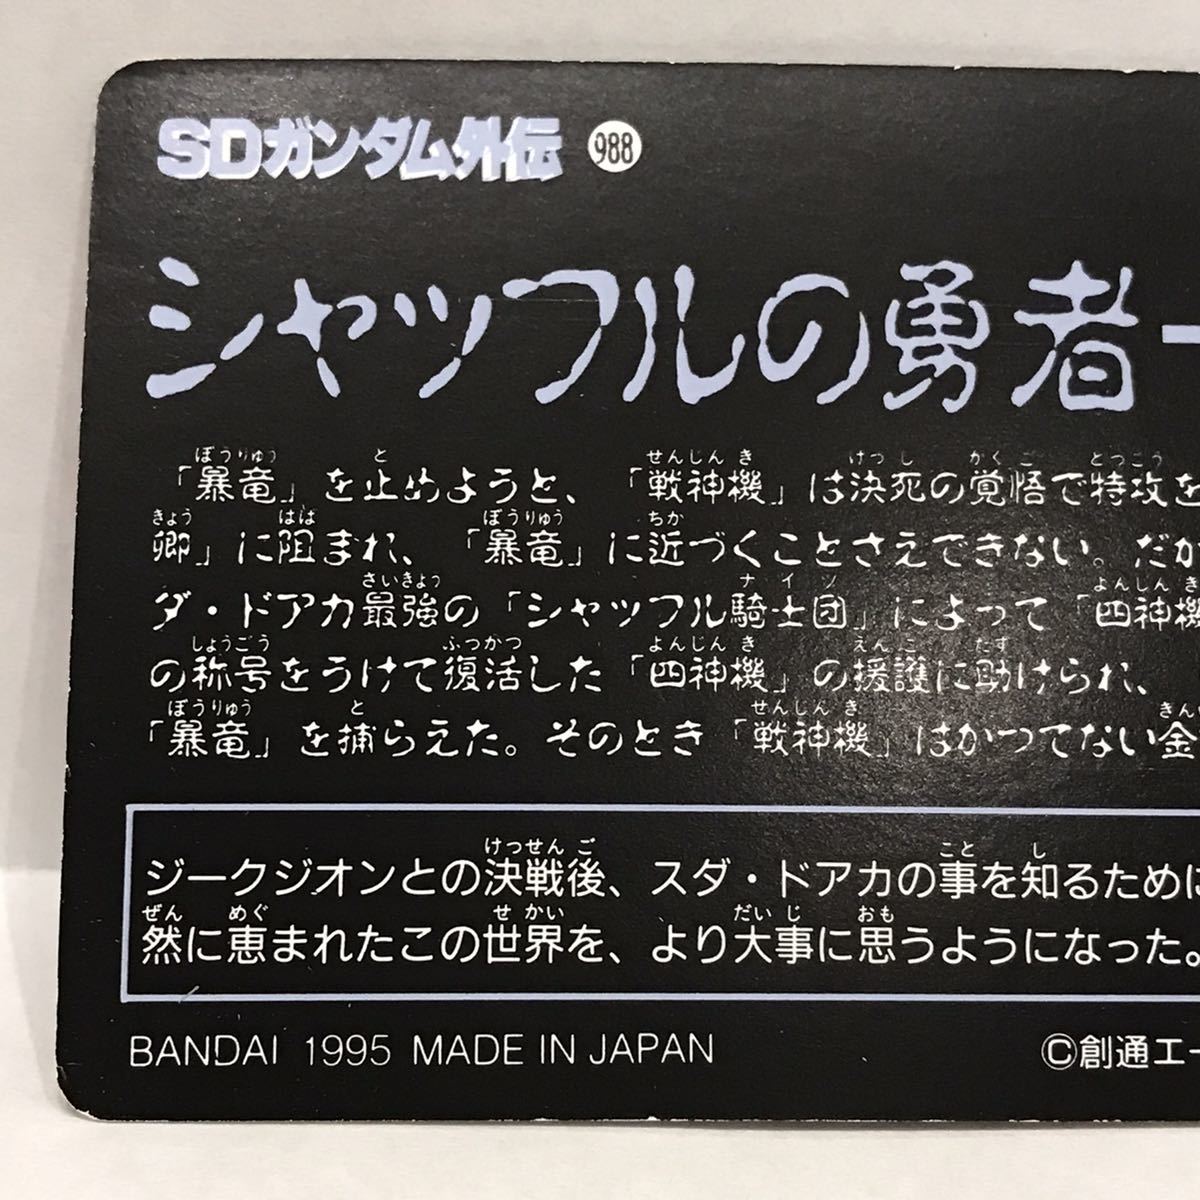 SDガンダム外伝 988
シャッフルの勇者
ぼうりゅう と せんじんき けっし かくご とっこう
「暴竜」を止めようと、「戦神機」は決死の覚悟で特攻を
きょう はば ぼうりゅう ちか
卿」に阻まれ、「暴竜」に近づくことさえできない。だが
さいきょう ナイツ よんしんき
ダ・ドアカ最強の「シャッフル騎士団」によって「四神機
しょうごう ふっかつ よんじんき えんご たす
の称号をうけて復活した「四神機」の援護に助けられ、
ぼうりゅう と せんしんき きん
「暴竜」を捕らえた。そのとき「戦神機」はかつてない金
けっせんご こと し
ジークジオンとの決戦後、スダ・ドアカの事を知るために
ぜん めぐ せかい だいじ おも
然に恵まれたこの世界を、より大事に思うようになった。
BANDAI 1995 MADE IN JAPAN ©創通エー